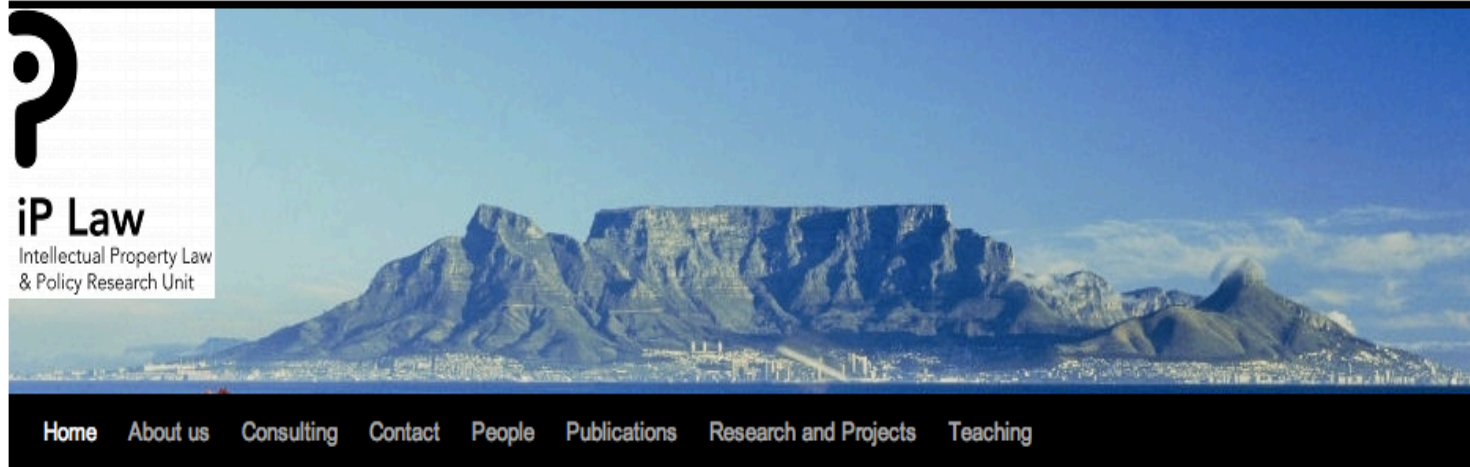 iP Law
Intellectual Property Law
& Policy Research Unit
Home About us Consulting Contact People Publications Research and Projects Teaching